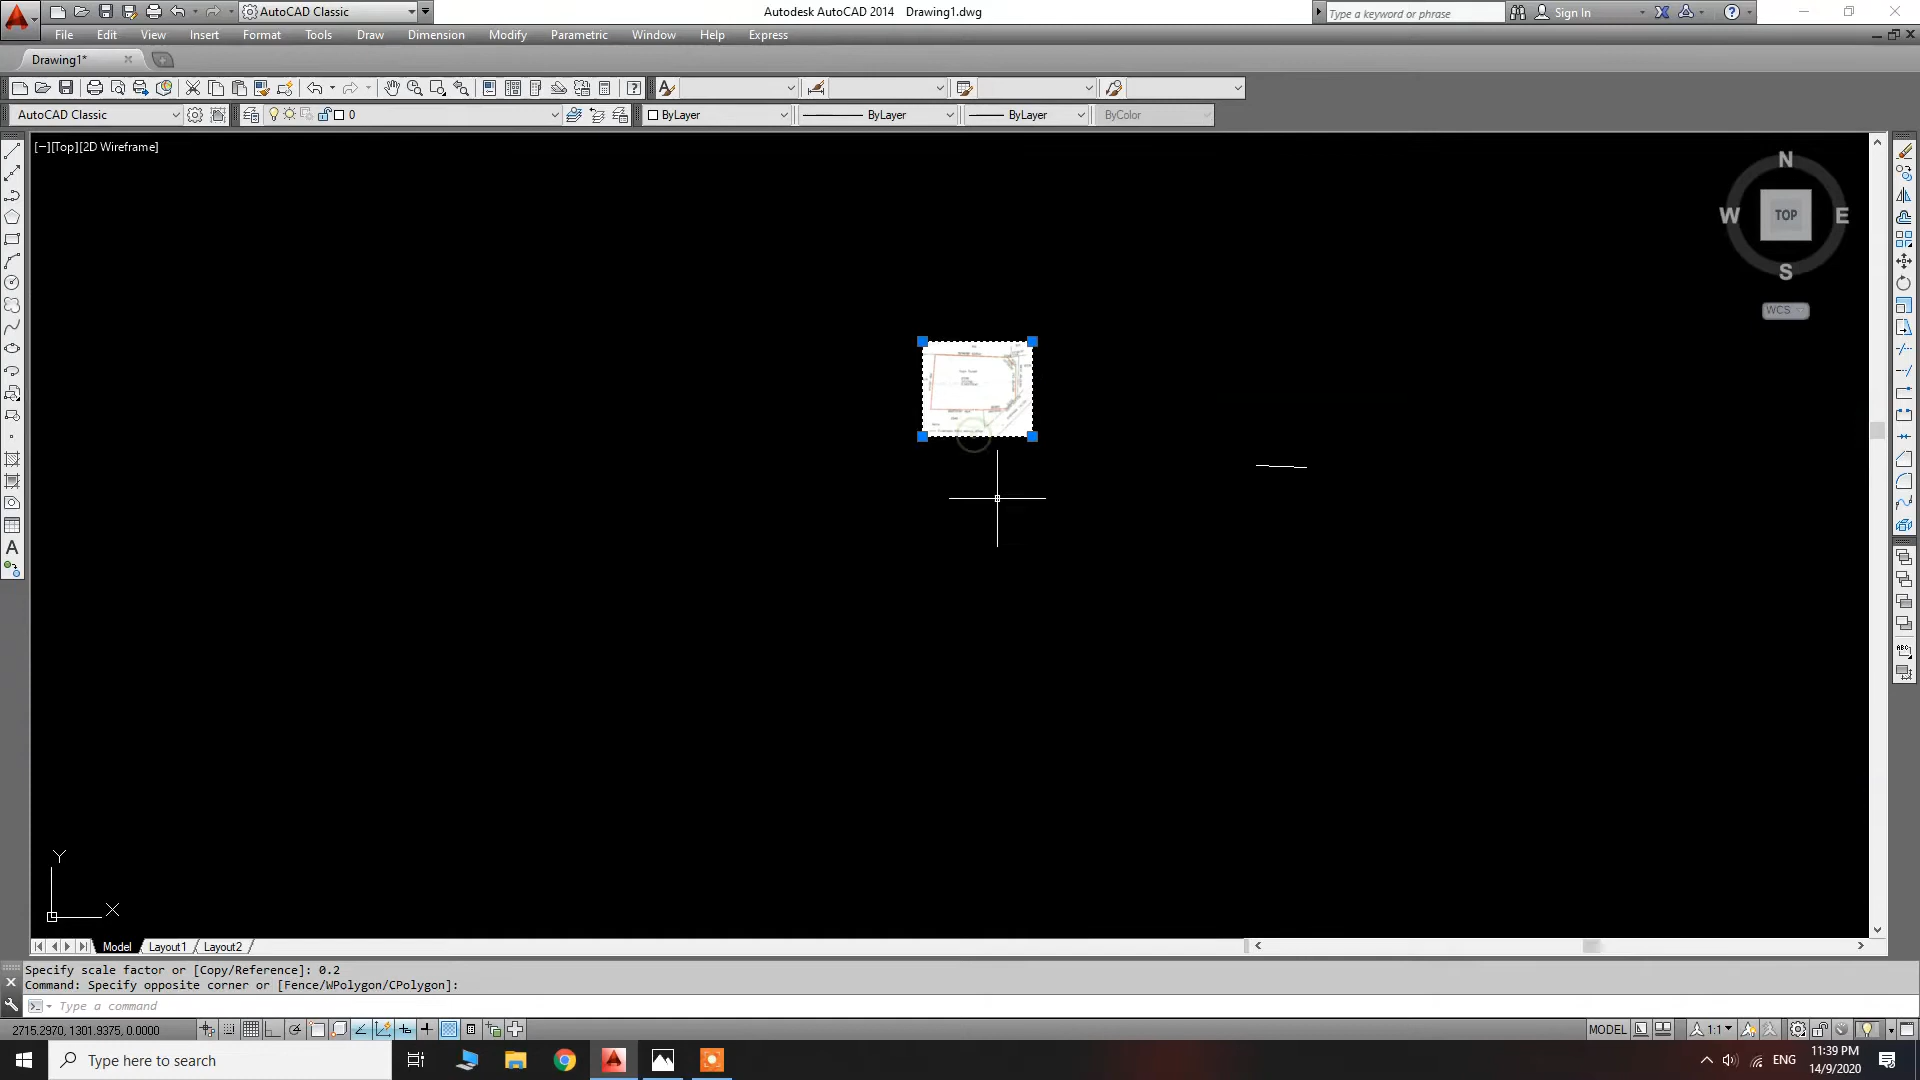 AutoCAD Classic
Autodesk AutoCAD 2014 Drawing1.dwg
Type a keyword or phrase
Sign In
File Edit View Insert Format Tools Draw Dimension Modify Parametric Window Help Express
Drawing1*
AutoCAD Classic
0
ByLayer
ByLayer
ByLayer
ByColor
[−][Top][2D Wireframe]
N
W TOP E
S
WCS
A
ABC
Y
X
Model Layout1 Layout2
Specify scale factor or [Copy/Reference]: 0.2
Command: Specify opposite corner or [Fence/WPolygon/CPolygon]:
Type a command
2715.2970, 1301.9375, 0.0000
MODEL
1:1
Type here to search
ENG
11:39 PM
14/9/2020